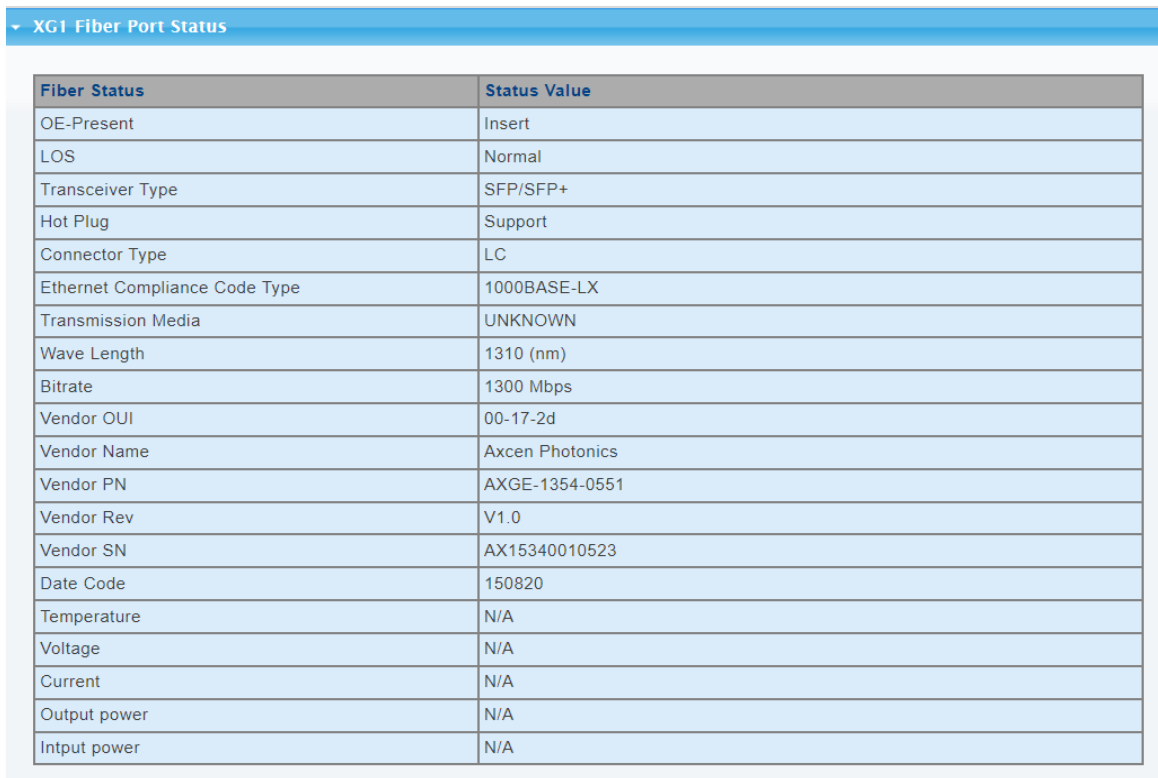 XG1 Fiber Port Status
Fiber Status Status Value
OE-Present Insert
LOS Normal
Transceiver Type SFP/SFP+
Hot Plug Support
Connector Type LC
Ethernet Compliance Code Type 1000BASE-LX
Transmission Media UNKNOWN
Wave Length 1310 (nm)
Bitrate 1300 Mbps
Vendor OUI 00-17-2d
Vendor Name Axcen Photonics
Vendor PN AXGE-1354-0551
Vendor Rev V1.0
Vendor SN AX15340010523
Date Code 150820
Temperature N/A
Voltage N/A
Current N/A
Output power N/A
Intput power N/A